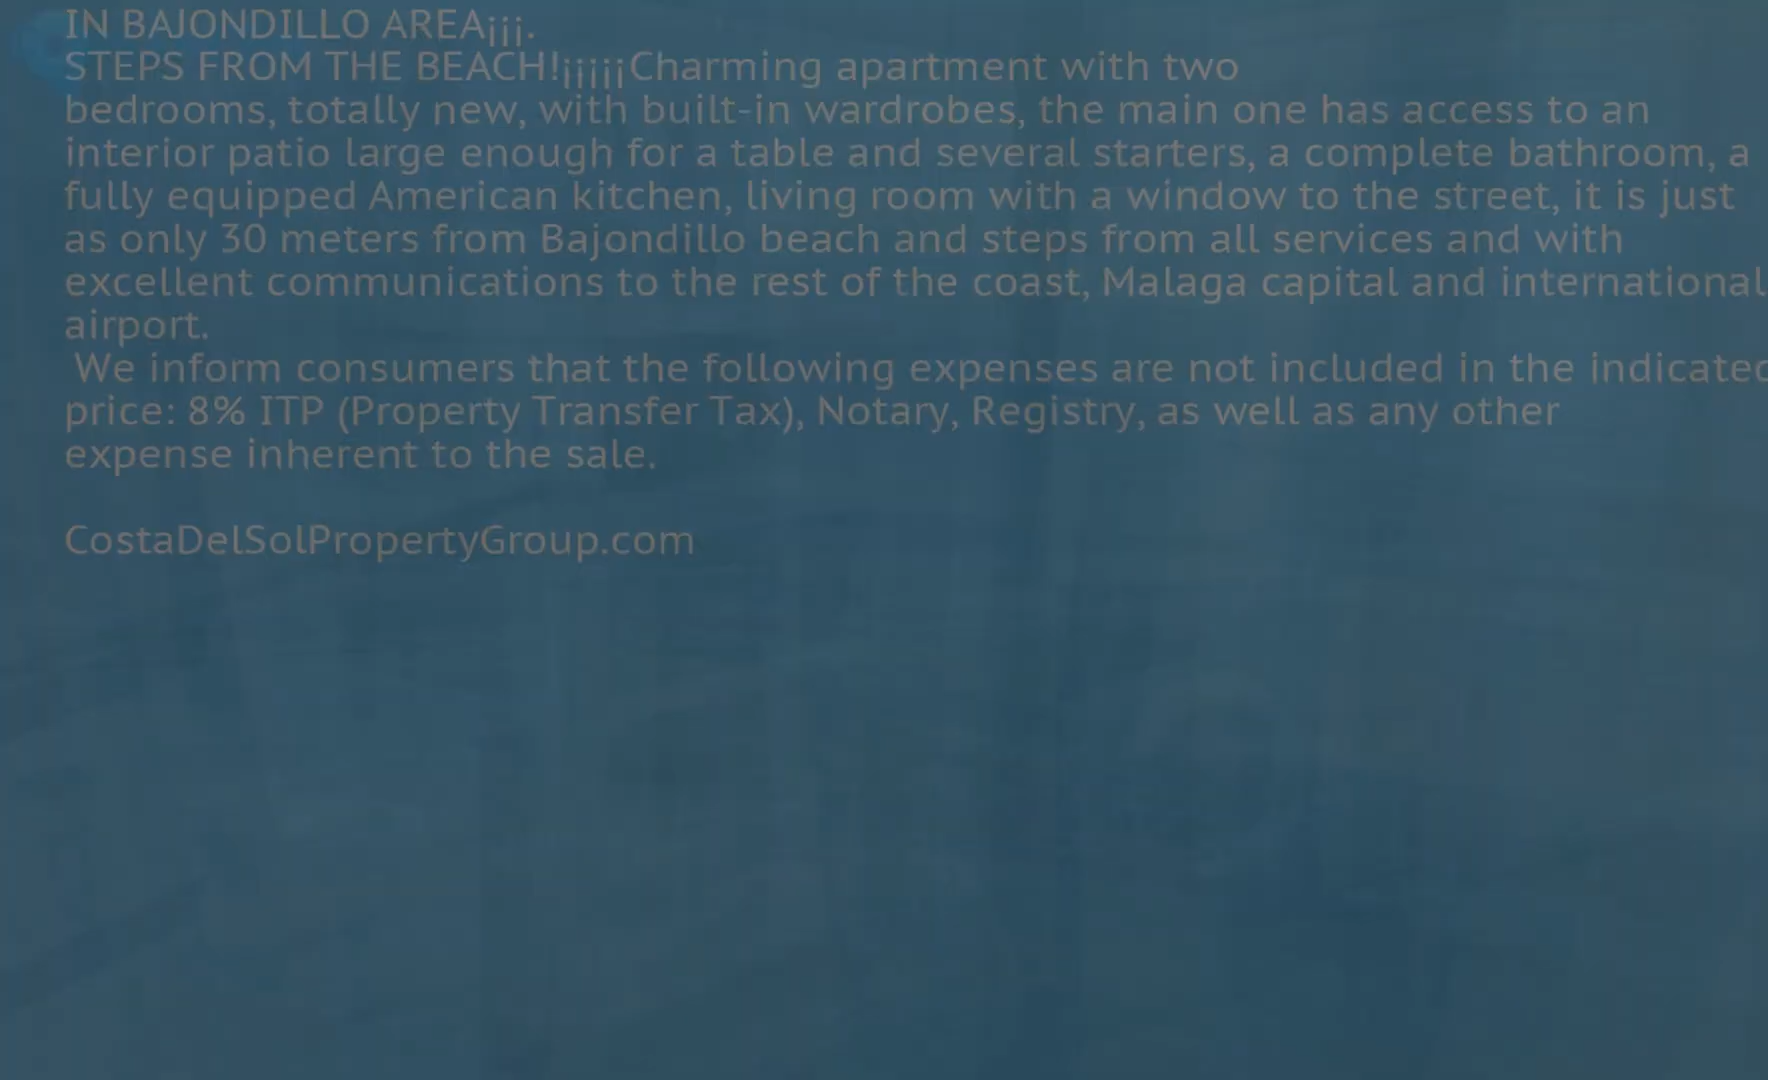 IN BAJONDILLO AREA¡¡¡.
STEPS FROM THE BEACH!¡¡¡¡¡Charming apartment with two
bedrooms, totally new, with built-in wardrobes, the main one has access to an
interior patio large enough for a table and several starters, a complete bathroom, a
fully equipped American kitchen, living room with a window to the street, it is just
as only 30 meters from Bajondillo beach and steps from all services and with
excellent communications to the rest of the coast, Malaga capital and international
airport.
We inform consumers that the following expenses are not included in the indicated
price: 8% ITP (Property Transfer Tax), Notary, Registry, as well as any other
expense inherent to the sale.
CostaDelSolPropertyGroup.com